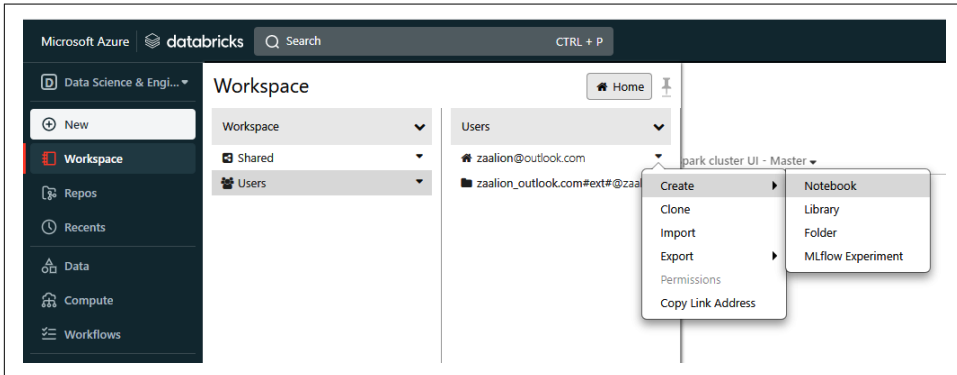 Microsoft Azure databricks Search CTRL + P
Data Science & Engi...
New
Workspace
Repos
Recents
Data
Compute
Workflows
Workspace
Home
Workspace
Shared
Users
Users
zaalion@outlook.com
zaalion_outlook.com#ext#@zaal
park cluster UI - Master
Create
Clone
Import
Export
Permissions
Copy Link Address
Notebook
Library
Folder
MLflow Experiment